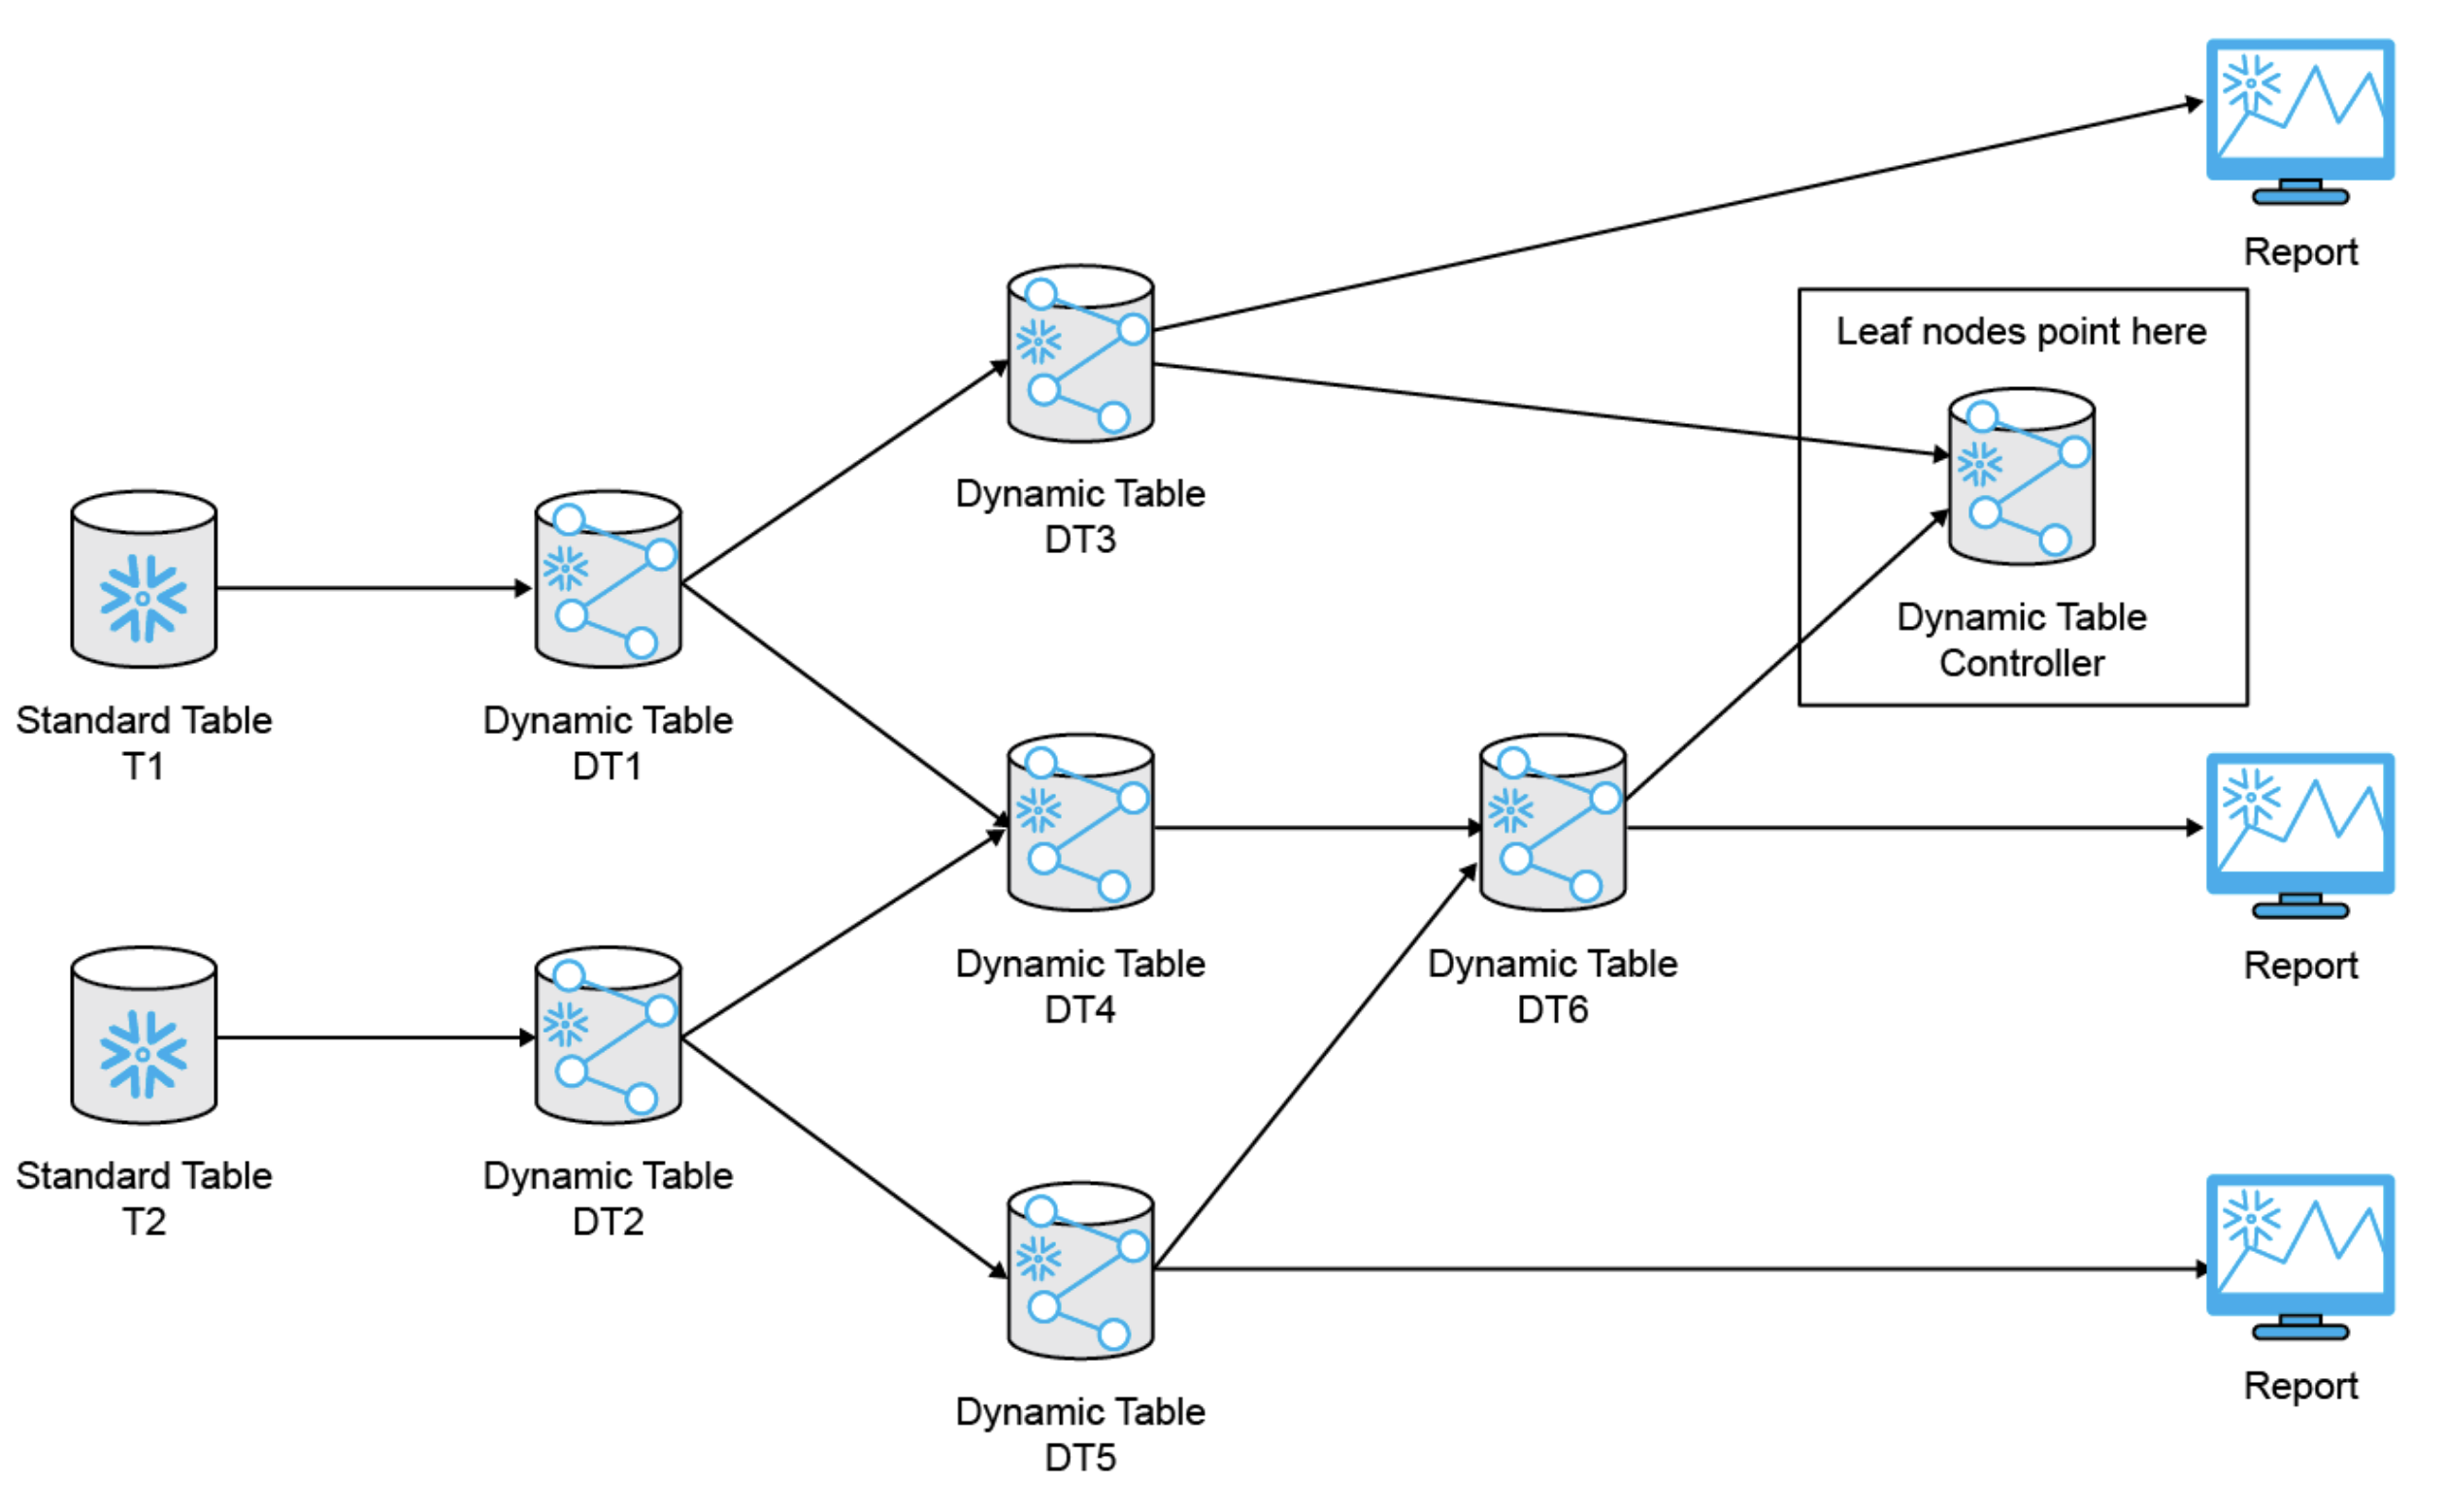 Report
Leaf nodes point here
Dynamic Table
DT3
Dynamic Table
Controller
Standard Table
T1
Dynamic Table
DT1
Dynamic Table
DT4
Dynamic Table
DT6
Report
Standard Table
T2
Dynamic Table
DT2
Report
Dynamic Table
DT5